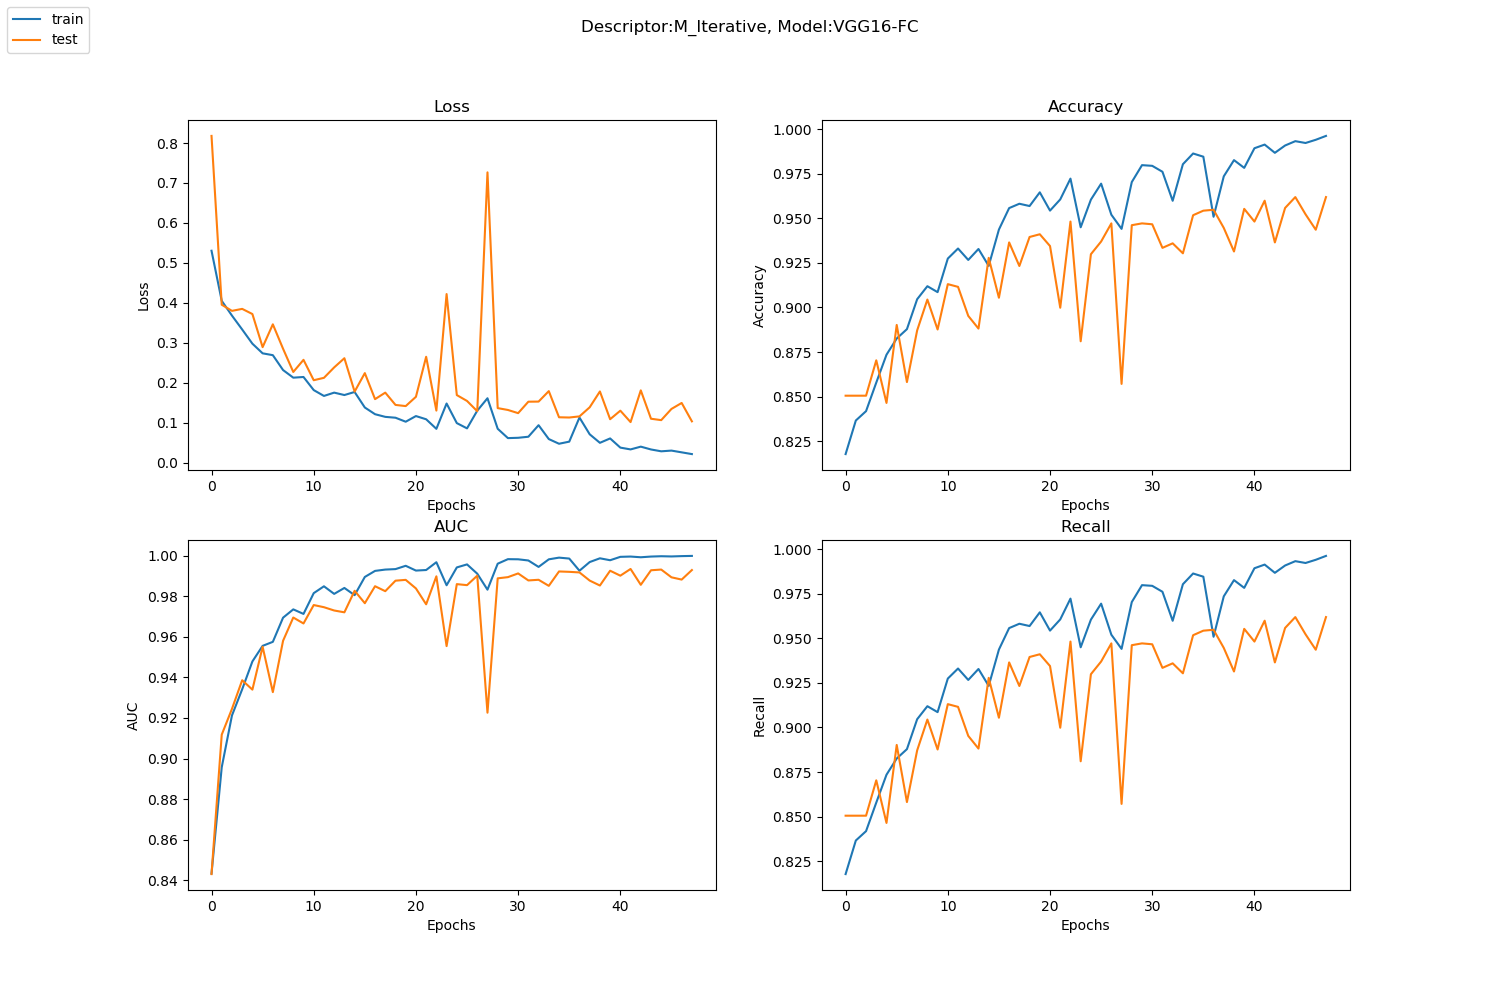 train
test
Descriptor:M_Iterative, Model:VGG16-FC
Loss
Loss
0.8
0.7
0.6
0.5
0.4
0.3
0.2
0.1
0.0
0 10 20 30 40
Epochs
Accuracy
Accuracy
1.000
0.975
0.950
0.925
0.900
0.875
0.850
0.825
0 10 20 30 40
Epochs
AUC
AUC
1.00
0.98
0.96
0.94
0.92
0.90
0.88
0.86
0.84
0 10 20 30 40
Epochs
Recall
Recall
1.000
0.975
0.950
0.925
0.900
0.875
0.850
0.825
0 10 20 30 40
Epochs